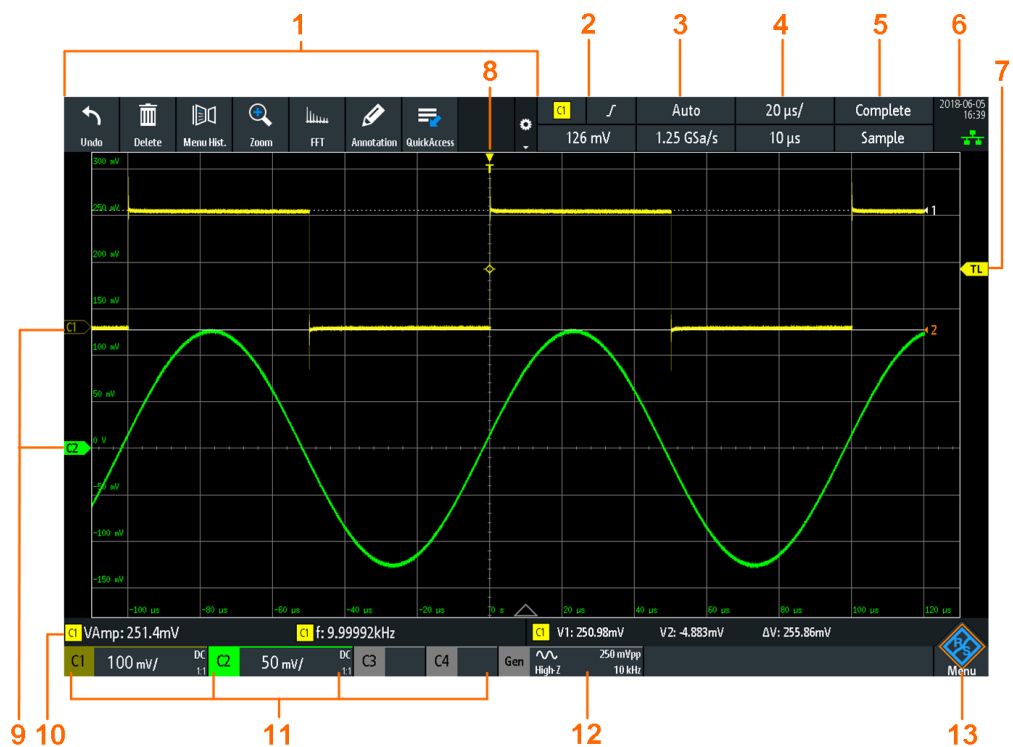 1 2 3 4 5 6
7
8
Undo Delete Menu Hist. Zoom FFT Annotation QuickAccess
C1 Auto 20 µs/ Complete
126 mV 1.25 GSa/s 10 µs Sample
2018-06-05
16:39
T
300 mV
250 mV
1
200 mV
TL
150 mV
C1
2
100 mV
50 mV
C2
0 V
-50 mV
-100 mV
-150 mV
-100 µs -80 µs -60 µs -40 µs -20 µs 0 s 20 µs 40 µs 60 µs 80 µs 100 µs 120 µs
C1 VAmp: 251.4mV C1 f: 9.99992kHz C1 V1: 250.98mV V2: -4.883mV ΔV: 255.86mV
C1 100 mV/ DC 1:1 C2 50 mV/ DC 1:1 C3 C4 Gen High-Z 250 mVpp 10 kHz
R S
Menu
9 10 11 12 13